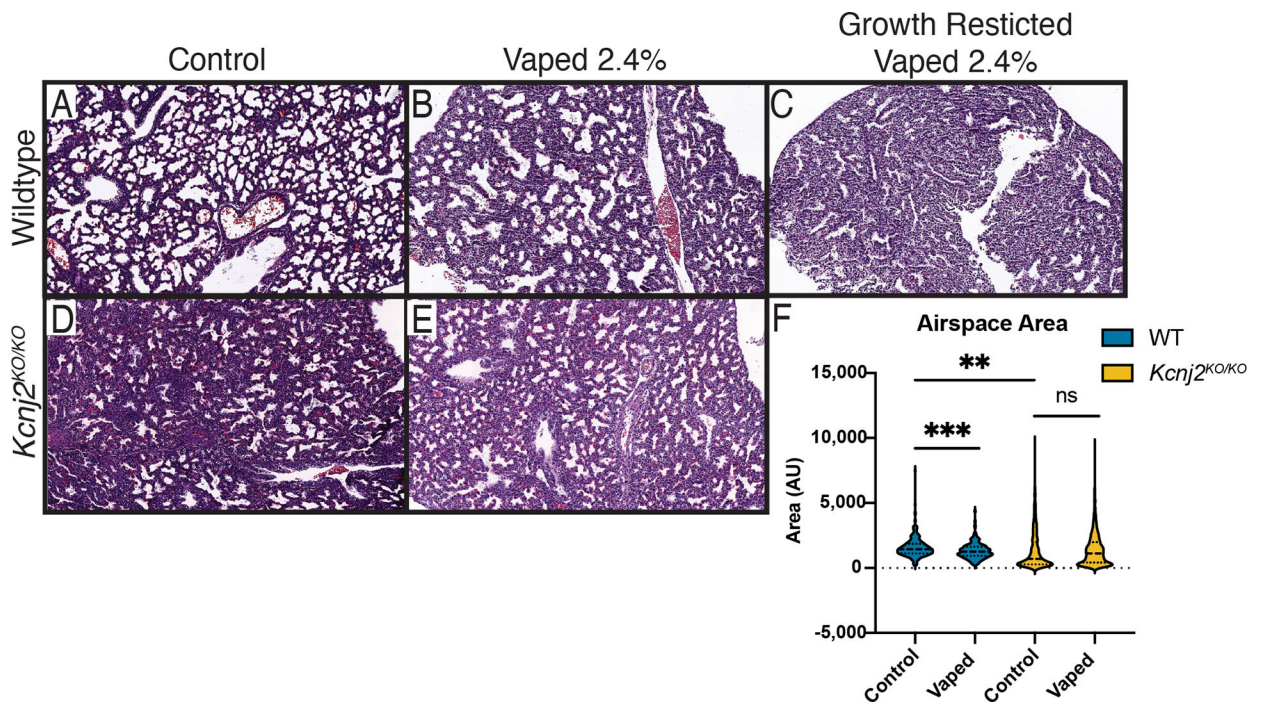 Control
Vaped 2.4%
Growth Resticted
Vaped 2.4%
Wildtype
A
B
C
Kcnj2KO/KO
D
E
F
Airspace Area
WT
Kcnj2KO/KO
**
ns
***
Area (AU)
15,000
10,000
5,000
0
-5,000
Control
Vaped
Control
Vaped